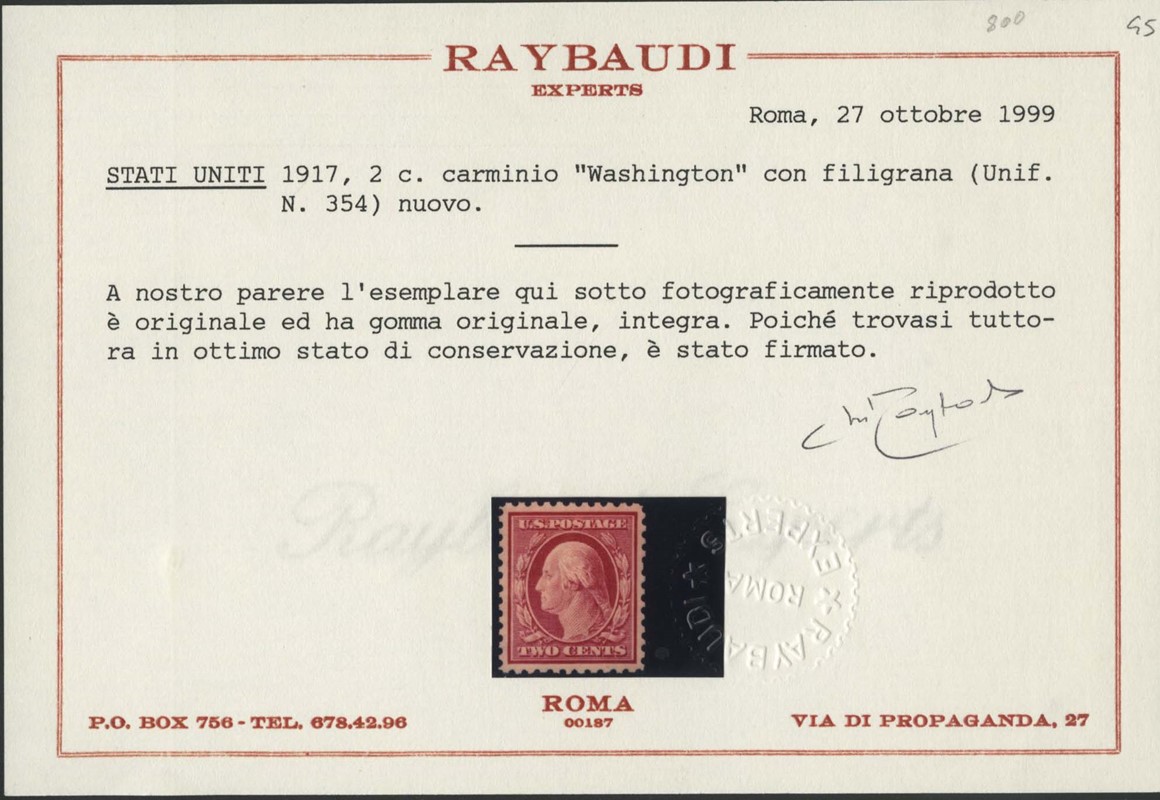 800
G5
RAYBAUDI
EXPERTS
Roma, 27 ottobre 1999
STATI UNITI 1917, 2 c. carminio "Washington" con filigrana (Unif.
N. 354) nuovo.
A nostro parere l'esemplare qui sotto fotograficamente riprodotto
è originale ed ha gomma originale, integra. Poiché trovasi tutto-
ra in ottimo stato di conservazione, è stato firmato.
U.S. POSTAGE
TWO CENTS
RAYBAUDI ★ EXPERTS ★
ROMA
ROMA
00187
P.O. BOX 756 - TEL. 678.42.96
VIA DI PROPAGANDA, 27